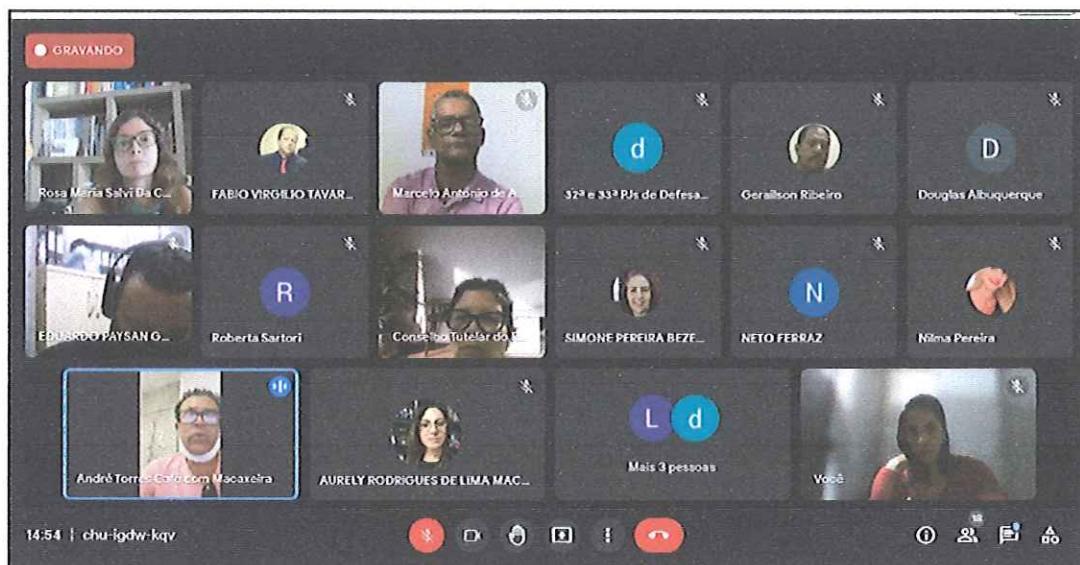 GRAVANDO
Rosa Maria Salvi Da C...
FABIO VIRGILIO TAVAR...
Marcelo Antônio de A
d
32ª e 33ª PJs de Defesa...
Gerailson Ribeiro
D
Douglas Albuquerque
EDUARDO PAYSAN G...
R
Roberta Sartori
Conselho Tutelar do
SIMONE PEREIRA BEZE...
N
NETO FERRAZ
Nilma Pereira
André Torres Café com Macaxeira
AURELY RODRIGUES DE LIMA MAC...
L d
Mais 3 pessoas
Você
14:54 | chu-igdw-kqv
18